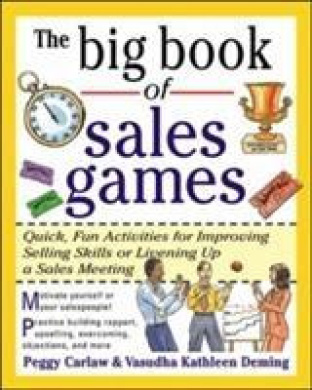 The big book
of
sales
games
Quick, Fun Activities for Improving
Selling Skills or Livening Up
a Sales Meeting
Motivate yourself or
your salespeople!
Practice building rapport,
upselling, overcoming
objections, and more
Peggy Carlaw & Vasudha Kathleen Deming